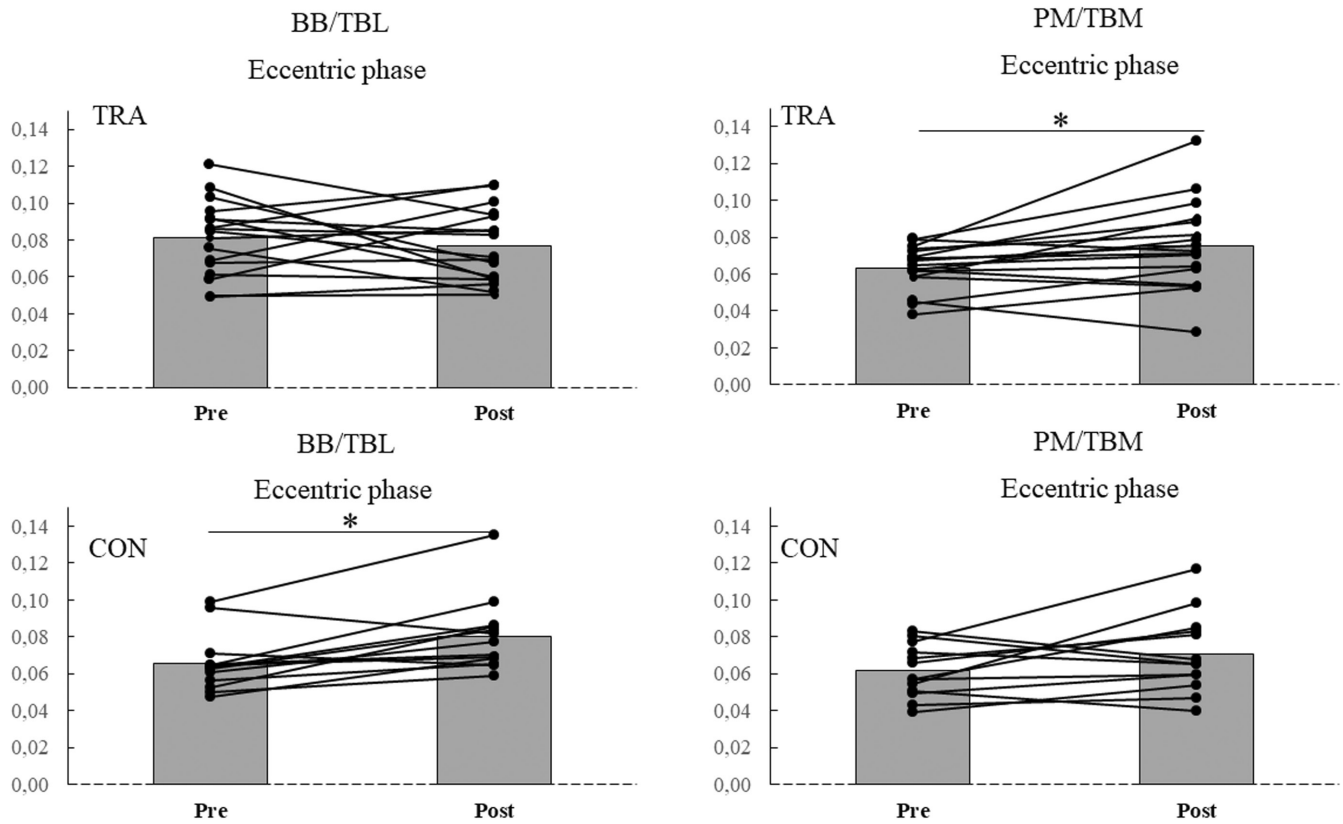 BB/TBL
Eccentric phase
TRA
0,14
0,12
0,10
0,08
0,06
0,04
0,02
0,00
Pre Post
PM/TBM
Eccentric phase
TRA
*
0,14
0,12
0,10
0,08
0,06
0,04
0,02
0,00
Pre Post
BB/TBL
Eccentric phase
*
CON
0,14
0,12
0,10
0,08
0,06
0,04
0,02
0,00
Pre Post
PM/TBM
Eccentric phase
CON
0,14
0,12
0,10
0,08
0,06
0,04
0,02
0,00
Pre Post